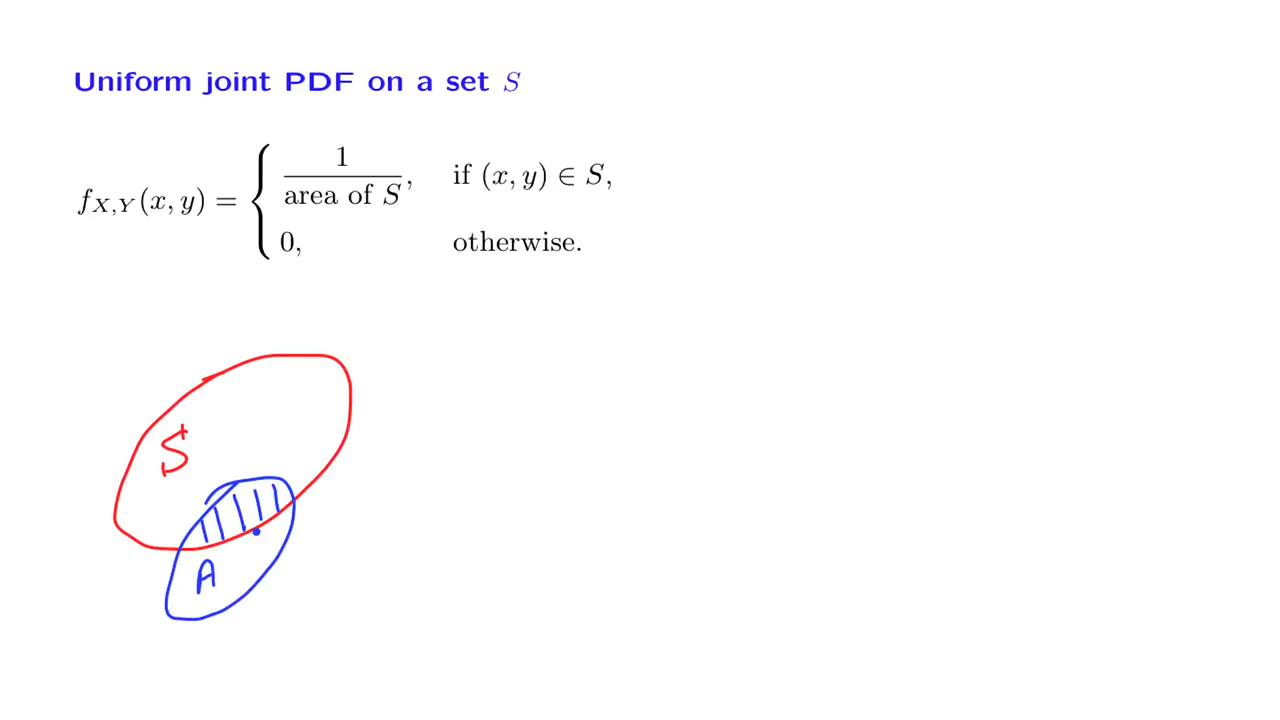 Uniform joint PDF on a set S
f_{X,Y}(x, y) = { 1 / area of S, if (x, y) ∈ S,
0, otherwise.
S
A